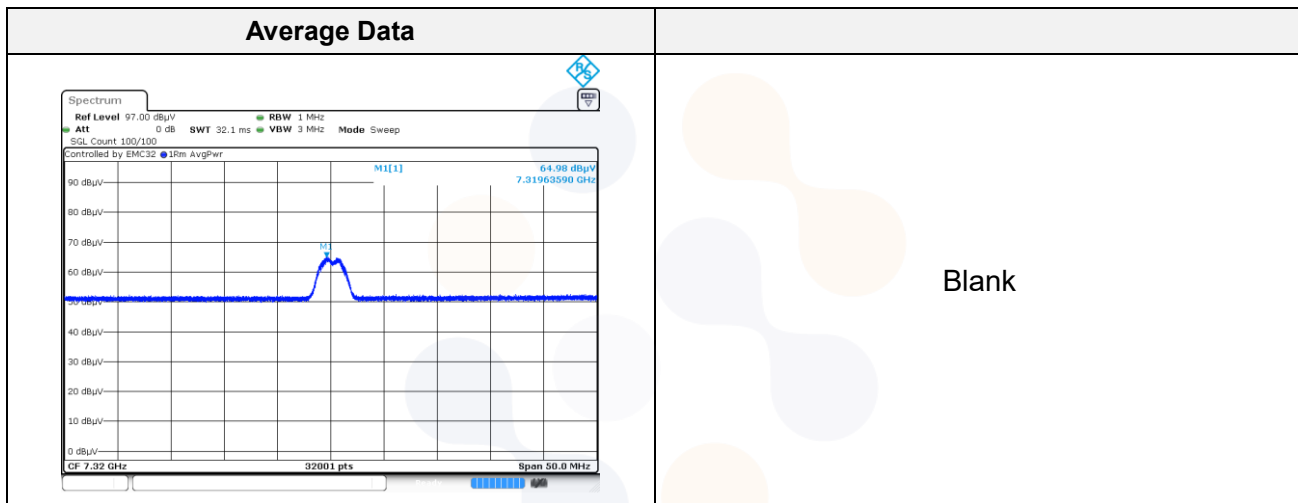 Average Data
R S
Spectrum
Ref Level 97.00 dBµV RBW 1 MHz
Att 0 dB SWT 32.1 ms VBW 3 MHz Mode Sweep
SGL Count 100/100
Controlled by EMC32 1Rm AvgPwr
M1[1] 64.98 dBµV
7.31963590 GHz
90 dBµV
80 dBµV
70 dBµV
M1
60 dBµV
50 dBµV
40 dBµV
30 dBµV
20 dBµV
10 dBµV
0 dBµV
CF 7.32 GHz 32001 pts Span 50.0 MHz
Blank